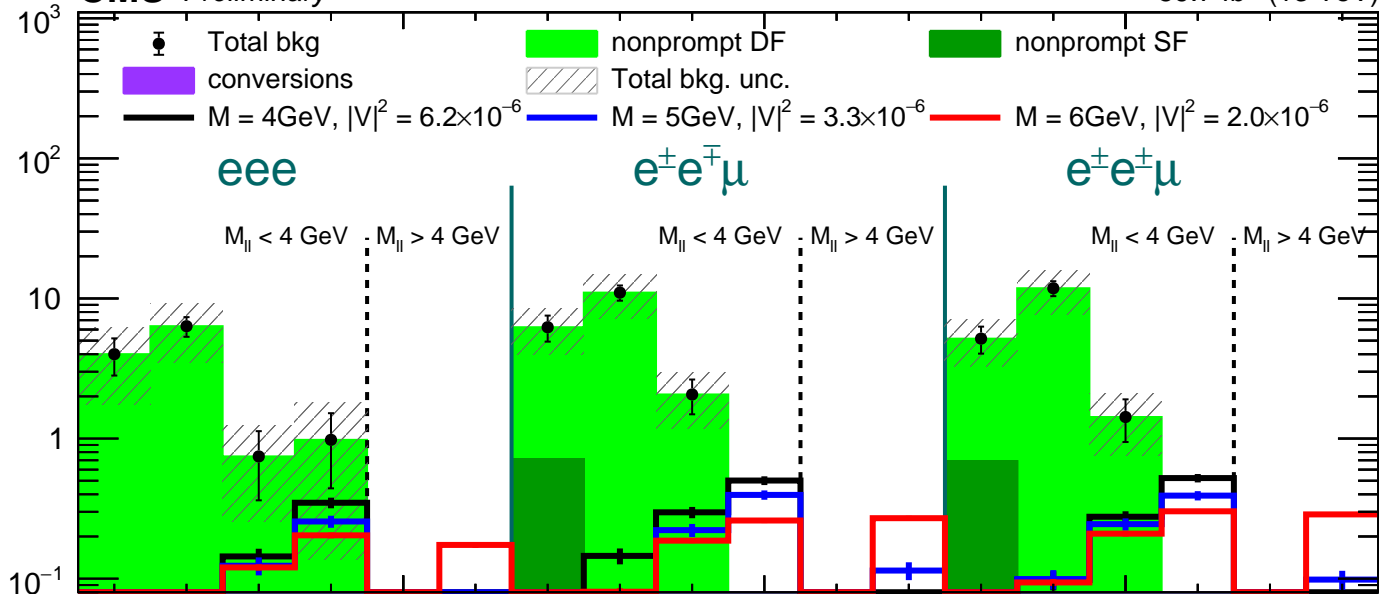 Preliminary
10³
Total bkg nonprompt DF nonprompt SF
conversions Total bkg. unc.
M = 4GeV, |V|² = 6.2×10⁻⁶ M = 5GeV, |V|² = 3.3×10⁻⁶ M = 6GeV, |V|² = 2.0×10⁻⁶
10²
eee e±e∓μ e±e±μ
M_ll < 4 GeV M_ll > 4 GeV M_ll < 4 GeV M_ll > 4 GeV M_ll < 4 GeV M_ll > 4 GeV
10
1
10⁻¹